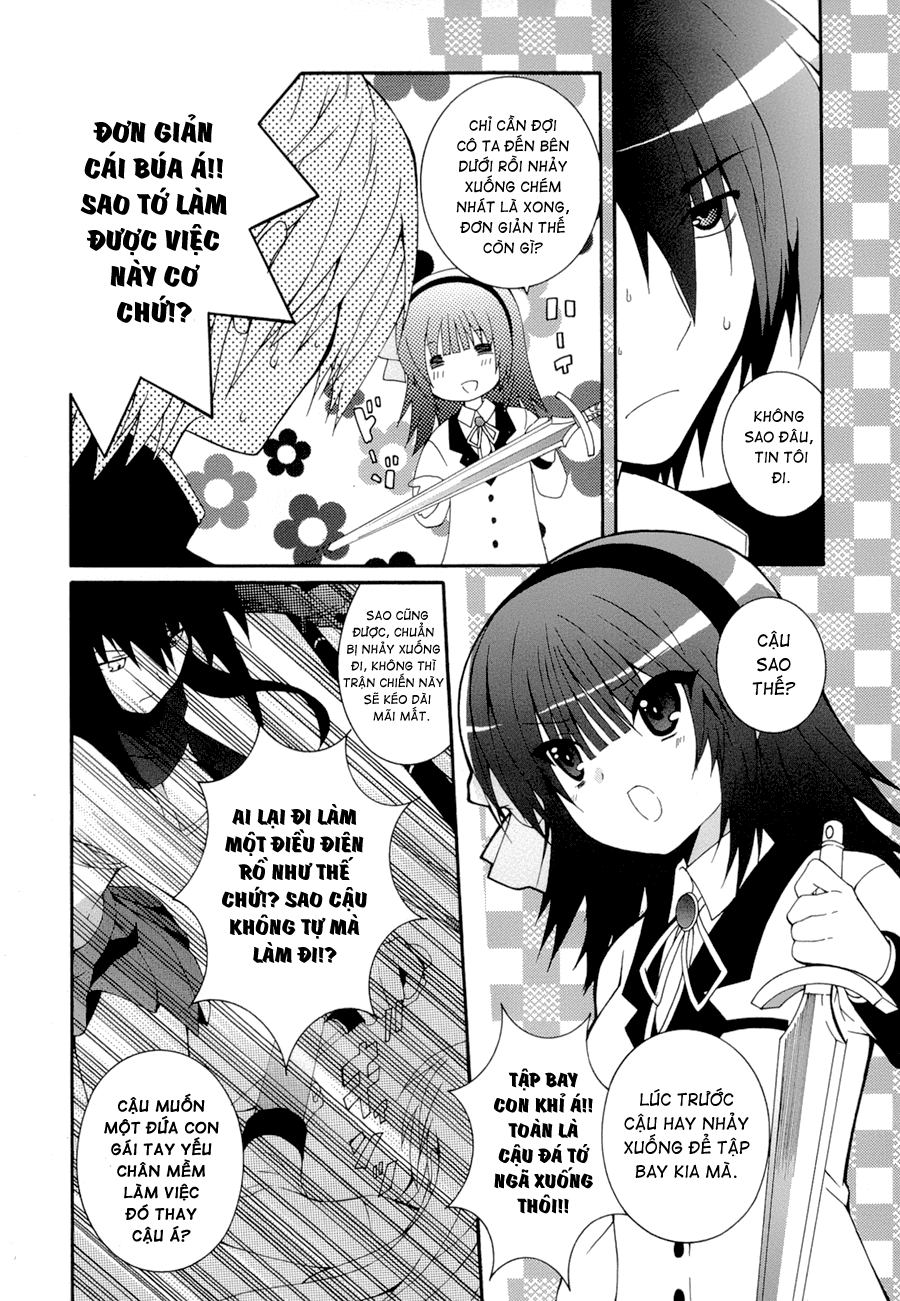 KHÔNG
SAO ĐÂU,
TIN TÔI
ĐI.
CHỈ CẦN ĐỢI
CÔ TA ĐẾN BÊN
DƯỚI RỒI NHẢY
XUỐNG CHÉM
NHÁT LÀ XONG,
ĐƠN GIẢN THẾ
CÒN GÌ?
ĐƠN GIẢN
CÁI BÚA Á!!
SAO TỚ LÀM
ĐƯỢC VIỆC
NÀY CƠ
CHỨ!?
CẬU
SAO
THẾ?
LÚC TRƯỚC
CẬU HAY NHẢY
XUỐNG ĐỂ TẬP
BAY KIA MÀ.
TẬP BAY
CON KHỈ Á!!
TOÀN LÀ
CẬU ĐÁ TỚ
NGÃ XUỐNG
THÔI!!
SAO CŨNG
ĐƯỢC, CHUẨN
BỊ NHẢY XUỐNG
ĐI, KHÔNG THÌ
TRẬN CHIẾN NÀY
SẼ KÉO DÀI
MÃI MẤT.
AI LẠI ĐI LÀM
MỘT ĐIỀU ĐIÊN
RỒ NHƯ THẾ
CHỨ!? SAO CẬU
KHÔNG TỰ MÀ
LÀM ĐI!?
CẬU MUỐN
MỘT ĐỨA CON
GÁI TAY YẾU
CHÂN MỀM
LÀM VIỆC
ĐÓ THAY
CẬU Á?